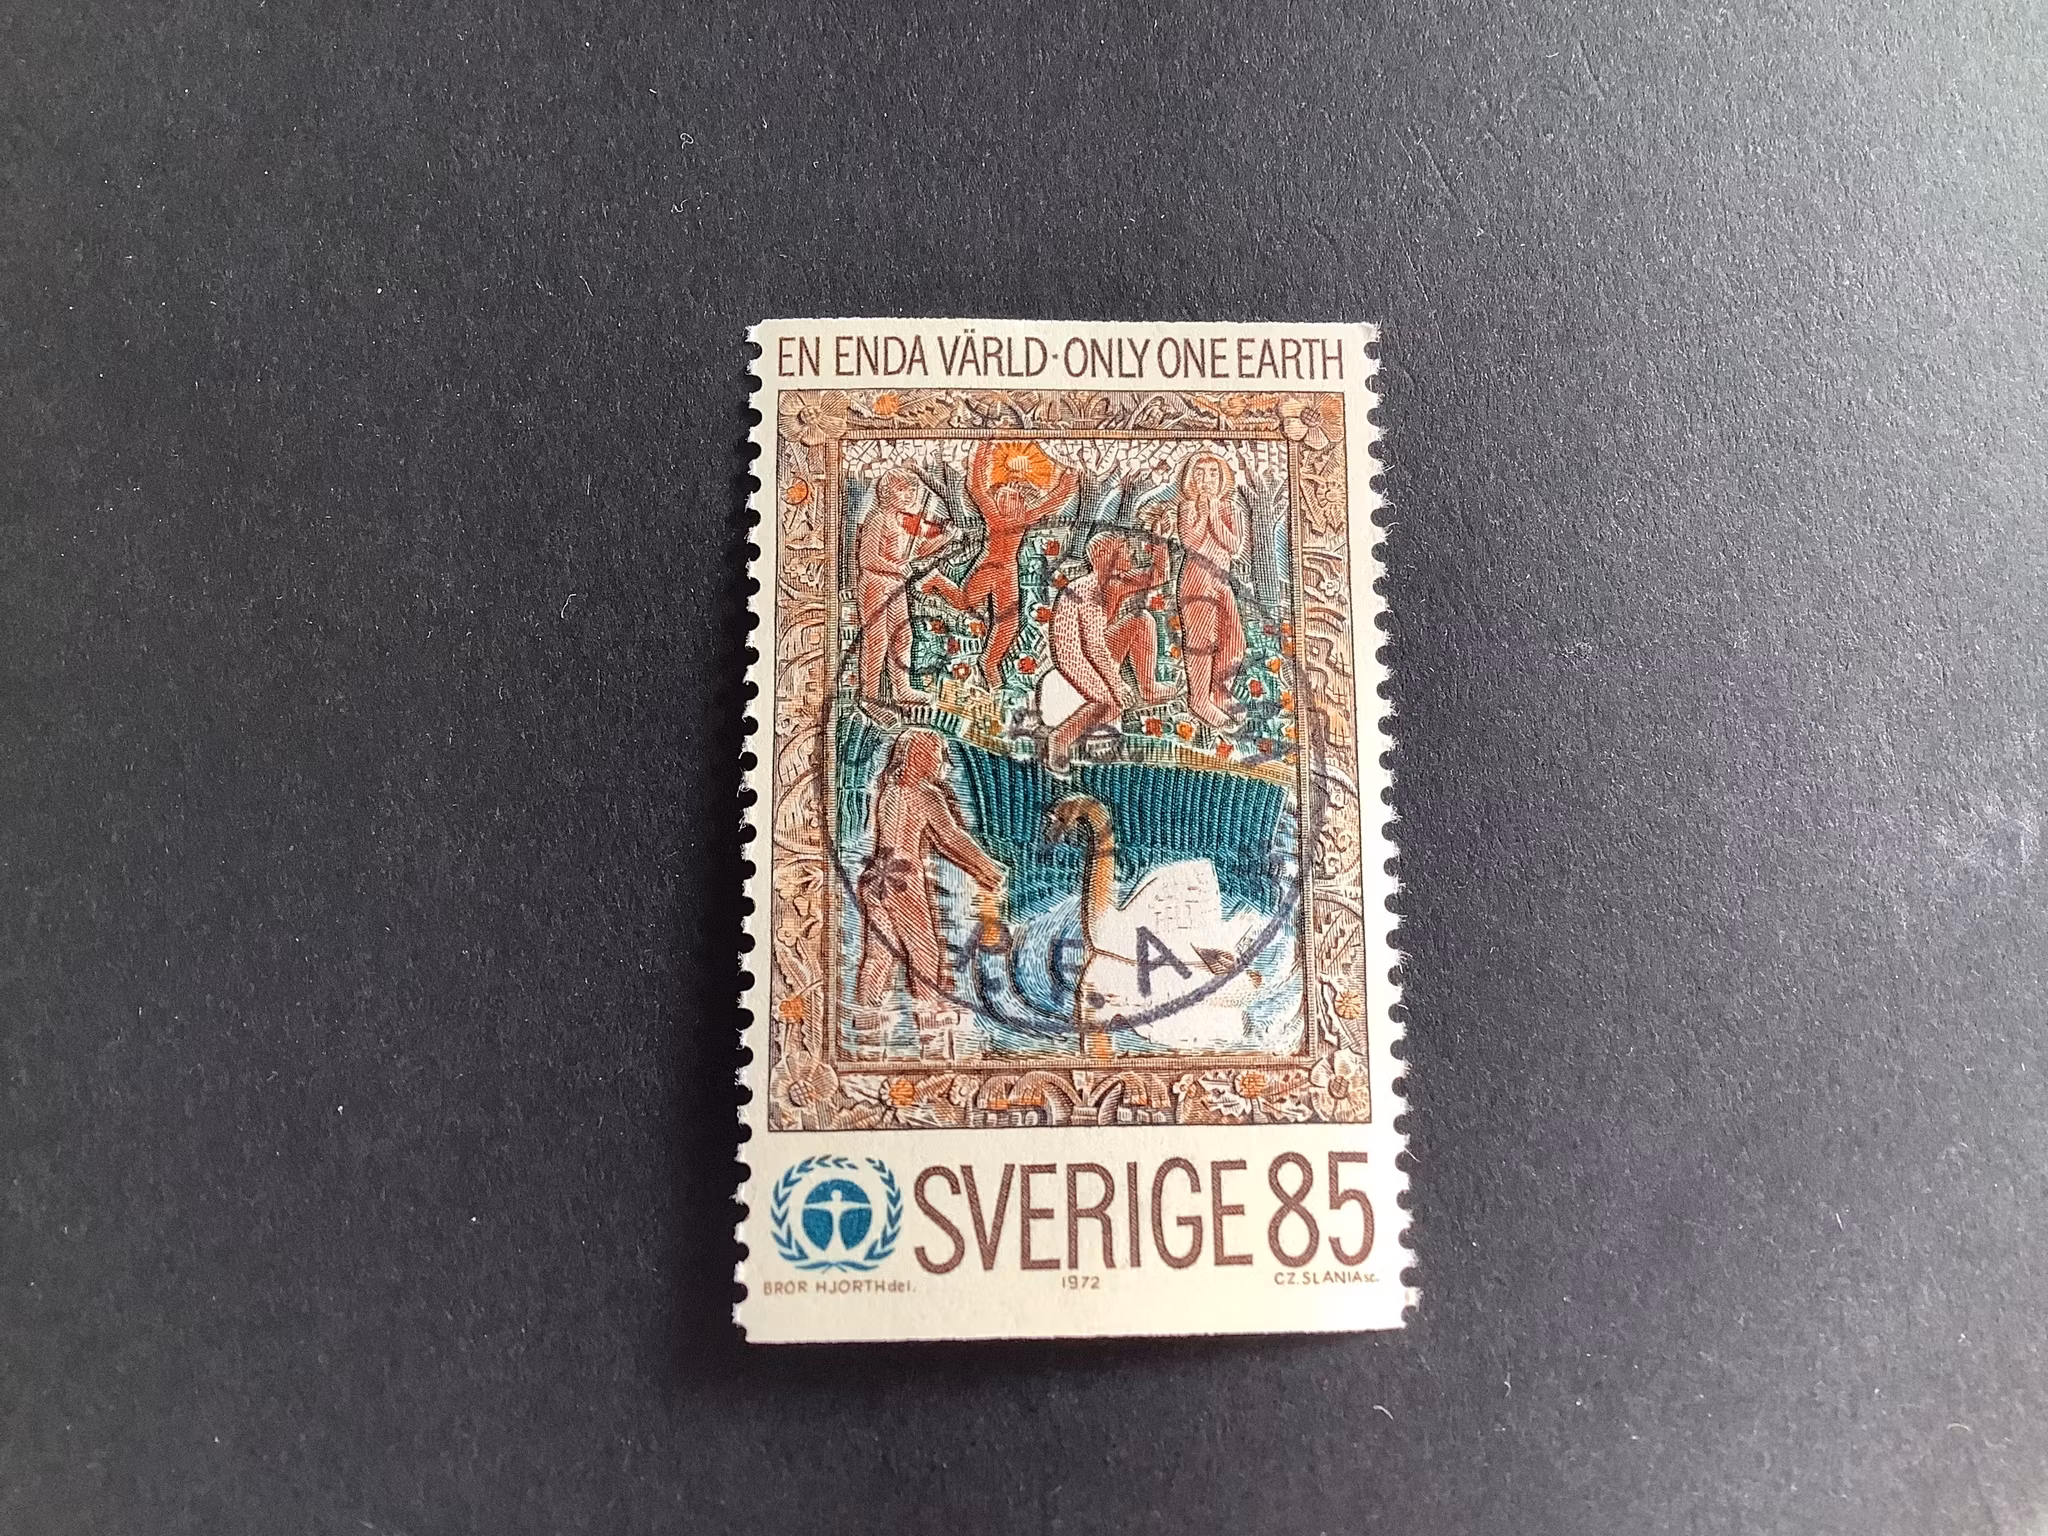 EN ENDA VÄRLD·ONLY ONE EARTH
SVERIGE 85
BROR HJORTH del. 1972 CZ. SLANIA sc.